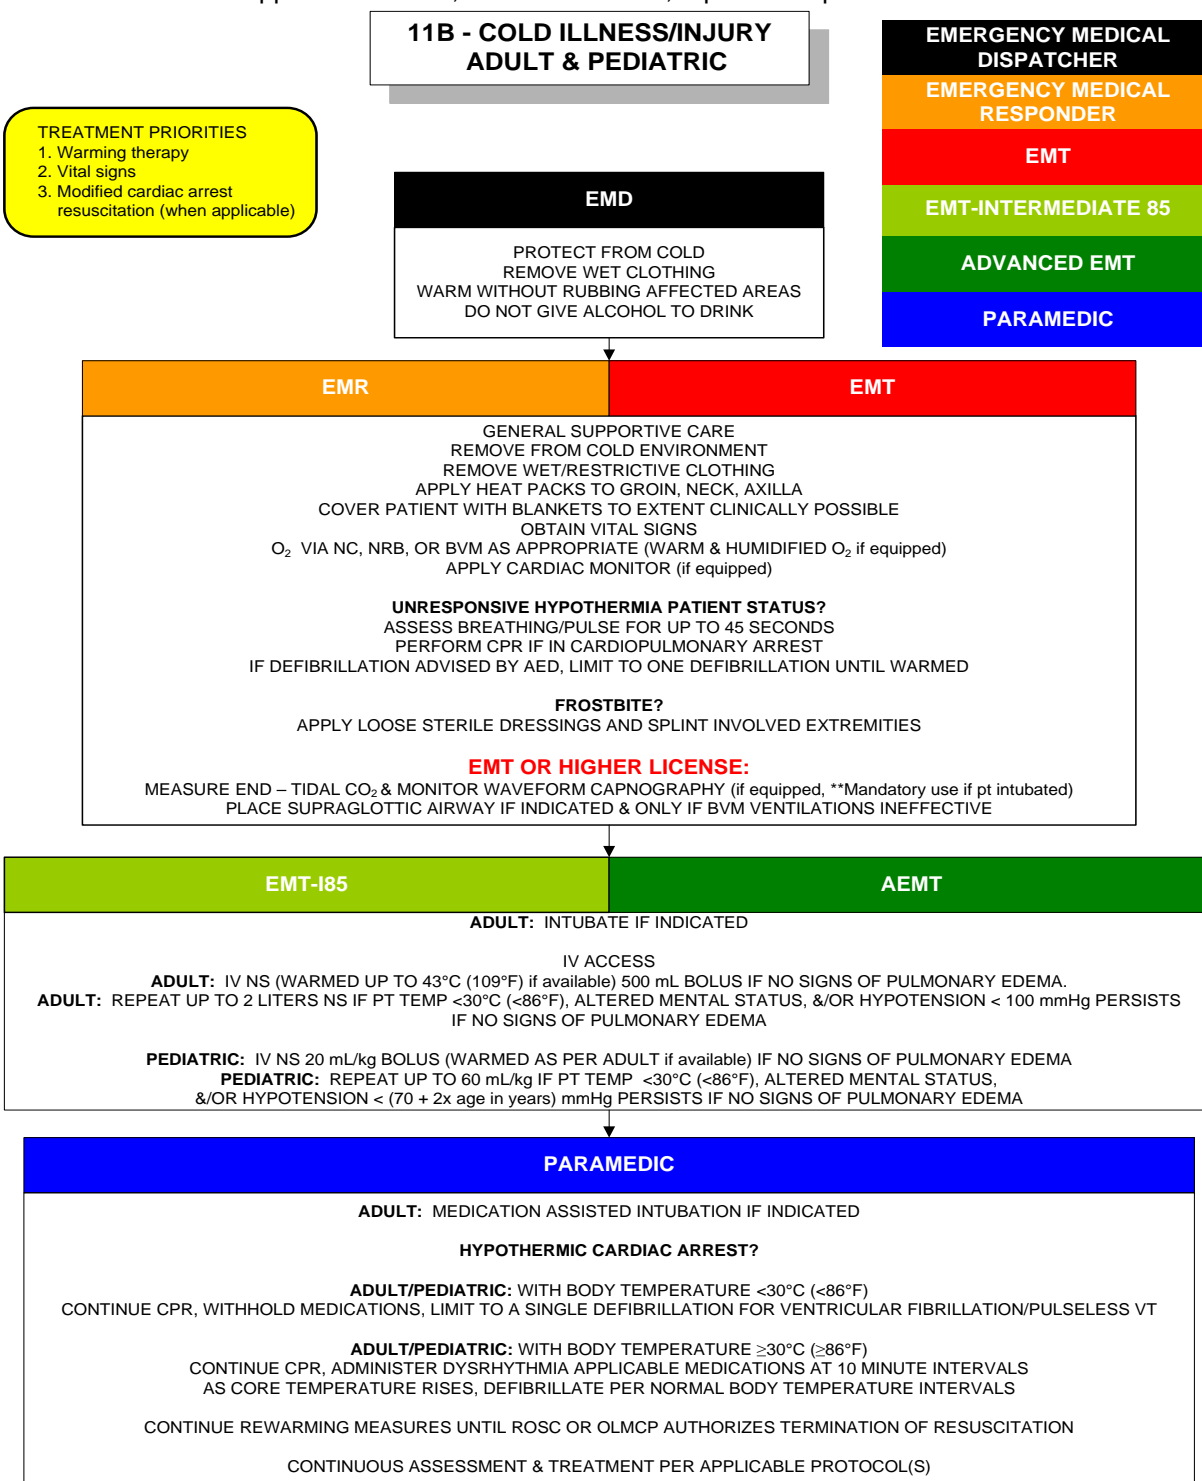 11B - COLD ILLNESS/INJURY
ADULT & PEDIATRIC
EMERGENCY MEDICAL
DISPATCHER
EMERGENCY MEDICAL
RESPONDER
EMT
EMT-INTERMEDIATE 85
ADVANCED EMT
PARAMEDIC
TREATMENT PRIORITIES
1. Warming therapy
2. Vital signs
3. Modified cardiac arrest
resuscitation (when applicable)
EMD
PROTECT FROM COLD
REMOVE WET CLOTHING
WARM WITHOUT RUBBING AFFECTED AREAS
DO NOT GIVE ALCOHOL TO DRINK
EMR
EMT
GENERAL SUPPORTIVE CARE
REMOVE FROM COLD ENVIRONMENT
REMOVE WET/RESTRICTIVE CLOTHING
APPLY HEAT PACKS TO GROIN, NECK, AXILLA
COVER PATIENT WITH BLANKETS TO EXTENT CLINICALLY POSSIBLE
OBTAIN VITAL SIGNS
O₂ VIA NC, NRB, OR BVM AS APPROPRIATE (WARM & HUMIDIFIED O₂ if equipped)
APPLY CARDIAC MONITOR (if equipped)
UNRESPONSIVE HYPOTHERMIA PATIENT STATUS?
ASSESS BREATHING/PULSE FOR UP TO 45 SECONDS
PERFORM CPR IF IN CARDIOPULMONARY ARREST
IF DEFIBRILLATION ADVISED BY AED, LIMIT TO ONE DEFIBRILLATION UNTIL WARMED
FROSTBITE?
APPLY LOOSE STERILE DRESSINGS AND SPLINT INVOLVED EXTREMITIES
EMT OR HIGHER LICENSE:
MEASURE END – TIDAL CO₂ & MONITOR WAVEFORM CAPNOGRAPHY (if equipped, **Mandatory use if pt intubated)
PLACE SUPRAGLOTTIC AIRWAY IF INDICATED & ONLY IF BVM VENTILATIONS INEFFECTIVE
EMT-I85
AEMT
ADULT: INTUBATE IF INDICATED
IV ACCESS
ADULT: IV NS (WARMED UP TO 43°C (109°F) if available) 500 mL BOLUS IF NO SIGNS OF PULMONARY EDEMA.
ADULT: REPEAT UP TO 2 LITERS NS IF PT TEMP <30°C (<86°F), ALTERED MENTAL STATUS, &/OR HYPOTENSION < 100 mmHg PERSISTS
IF NO SIGNS OF PULMONARY EDEMA
PEDIATRIC: IV NS 20 mL/kg BOLUS (WARMED AS PER ADULT if available) IF NO SIGNS OF PULMONARY EDEMA
PEDIATRIC: REPEAT UP TO 60 mL/kg IF PT TEMP <30°C (<86°F), ALTERED MENTAL STATUS,
&/OR HYPOTENSION < (70 + 2x age in years) mmHg PERSISTS IF NO SIGNS OF PULMONARY EDEMA
PARAMEDIC
ADULT: MEDICATION ASSISTED INTUBATION IF INDICATED
HYPOTHERMIC CARDIAC ARREST?
ADULT/PEDIATRIC: WITH BODY TEMPERATURE <30°C (<86°F)
CONTINUE CPR, WITHHOLD MEDICATIONS, LIMIT TO A SINGLE DEFIBRILLATION FOR VENTRICULAR FIBRILLATION/PULSELESS VT
ADULT/PEDIATRIC: WITH BODY TEMPERATURE ≥30°C (≥86°F)
CONTINUE CPR, ADMINISTER DYSRHYTHMIA APPLICABLE MEDICATIONS AT 10 MINUTE INTERVALS
AS CORE TEMPERATURE RISES, DEFIBRILLATE PER NORMAL BODY TEMPERATURE INTERVALS
CONTINUE REWARMING MEASURES UNTIL ROSC OR OLMCP AUTHORIZES TERMINATION OF RESUSCITATION
CONTINUOUS ASSESSMENT & TREATMENT PER APPLICABLE PROTOCOL(S)